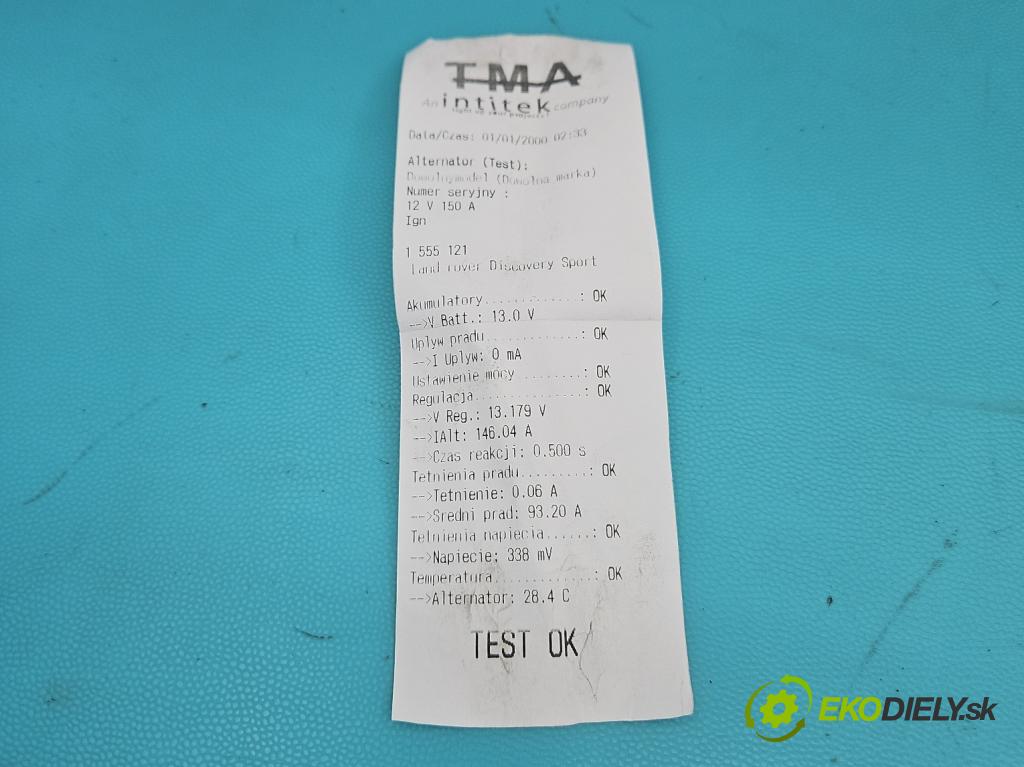 TMA
An intitek company
light up your projects!
Data/Czas: 01/01/2000 02:33
Alternator (Test):
Dowolnymodel (Dowolna marka)
Numer seryjny :
12 V 150 A
Ign
1 555 121
Land rover Discovery Sport
Akumulatory............: OK
-->V Batt.: 13.0 V
Uplyw pradu............: OK
-->I Uplyw: 0 mA
Ustawienie mocy........: OK
Regulacja..............: OK
-->V Reg.: 13.179 V
-->IAlt: 146.04 A
-->Czas reakcji: 0.500 s
Tetnienia pradu.........: OK
-->Tetnienie: 0.06 A
-->Sredni prad: 93.20 A
Tetnienia napiecia......: OK
-->Napiecie: 338 mV
Temperatura.............: OK
-->Alternator: 28.4 C
TEST OK
EKODIELY.sk